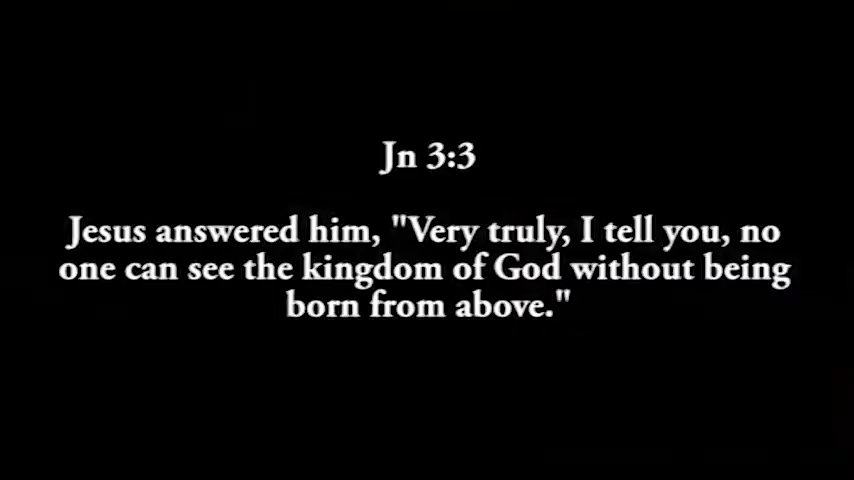 Jn 3:3
Jesus answered him, "Very truly, I tell you, no
one can see the kingdom of God without being
born from above."